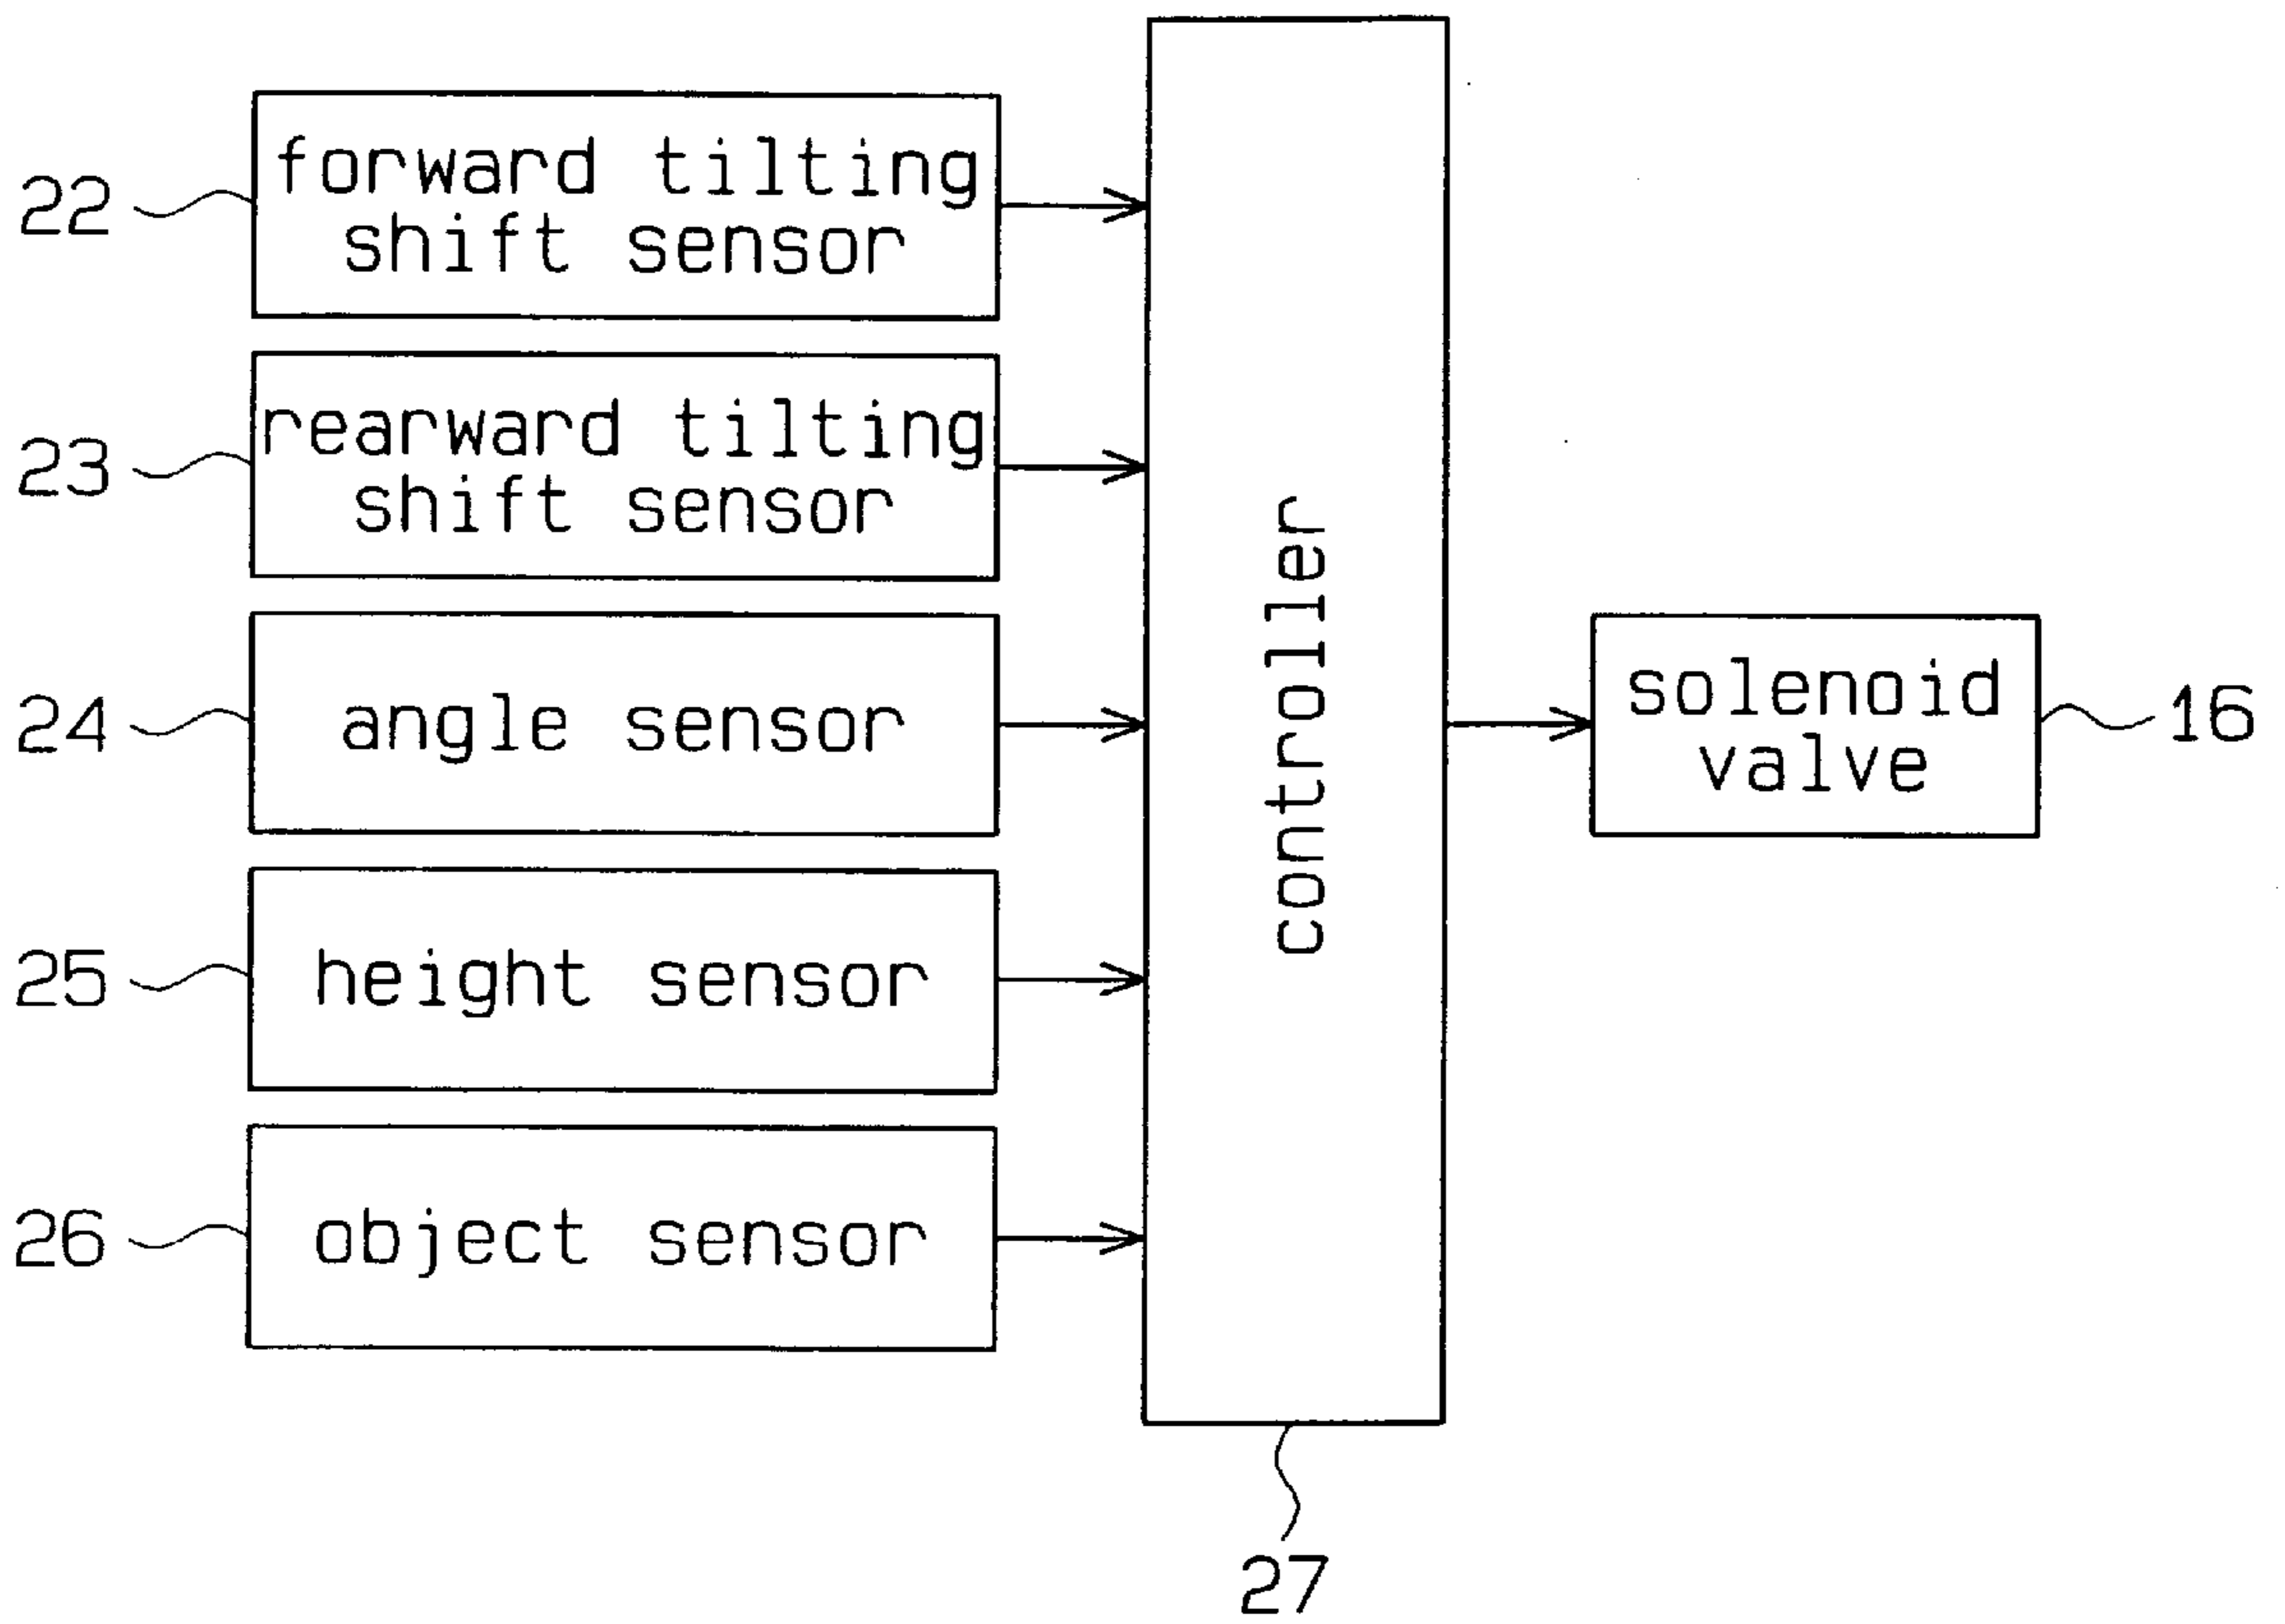 22
forward tilting
shift sensor
23
rearward tilting
shift sensor
24
angle sensor
25
height sensor
26
object sensor
controller
27
solenoid
valve
16